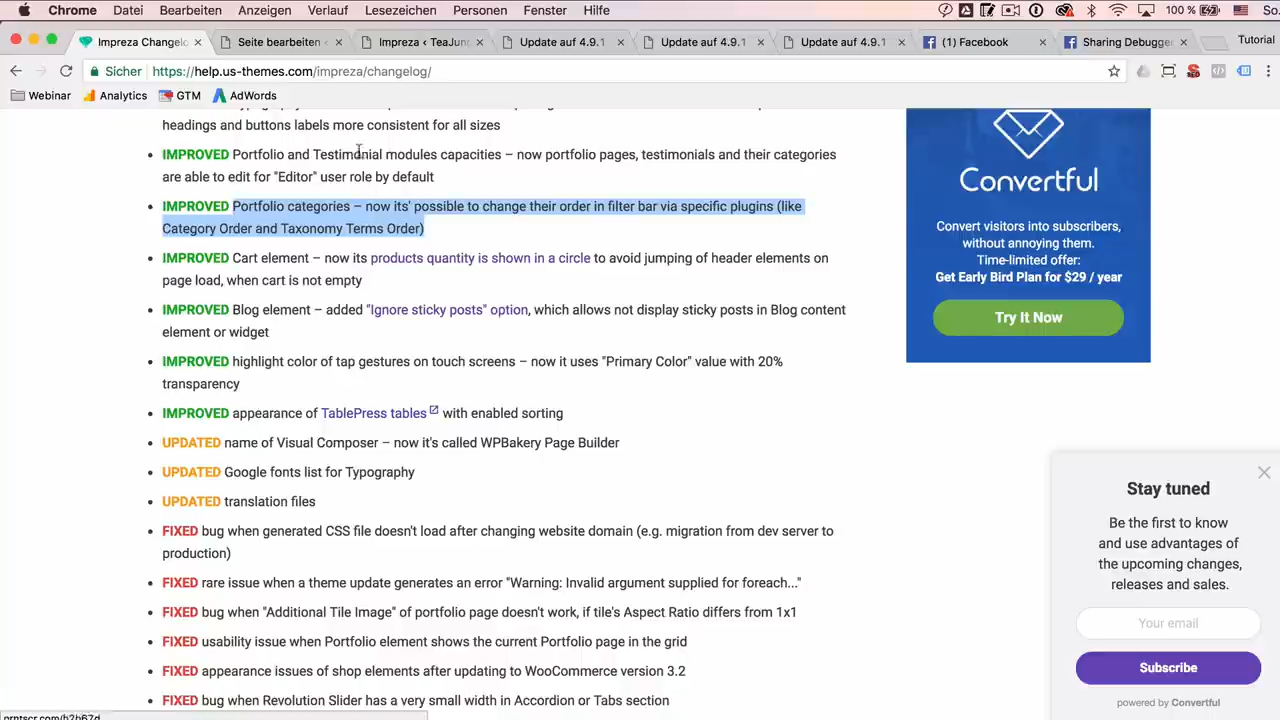 Chrome Datei Bearbeiten Anzeigen Verlauf Lesezeichen Personen Fenster Hilfe 100 % So.
Impreza Changelo Seite bearbeiten Impreza ‹ TeaJun Update auf 4.9.1 Update auf 4.9.1 Update auf 4.9.1 (1) Facebook Sharing Debugger Tutorial
Sicher https://help.us-themes.com/impreza/changelog/
Webinar Analytics GTM AdWords
headings and buttons labels more consistent for all sizes
IMPROVED Portfolio and Testimonial modules capacities – now portfolio pages, testimonials and their categories
are able to edit for "Editor" user role by default
IMPROVED Portfolio categories – now its' possible to change their order in filter bar via specific plugins (like
Category Order and Taxonomy Terms Order)
IMPROVED Cart element – now its products quantity is shown in a circle to avoid jumping of header elements on
page load, when cart is not empty
IMPROVED Blog element – added "Ignore sticky posts" option, which allows not display sticky posts in Blog content
element or widget
IMPROVED highlight color of tap gestures on touch screens – now it uses "Primary Color" value with 20%
transparency
IMPROVED appearance of TablePress tables with enabled sorting
UPDATED name of Visual Composer – now it's called WPBakery Page Builder
UPDATED Google fonts list for Typography
UPDATED translation files
FIXED bug when generated CSS file doesn't load after changing website domain (e.g. migration from dev server to
production)
FIXED rare issue when a theme update generates an error "Warning: Invalid argument supplied for foreach..."
FIXED bug when "Additional Tile Image" of portfolio page doesn't work, if tile's Aspect Ratio differs from 1x1
FIXED usability issue when Portfolio element shows the current Portfolio page in the grid
FIXED appearance issues of shop elements after updating to WooCommerce version 3.2
FIXED bug when Revolution Slider has a very small width in Accordion or Tabs section
Convertful
Convert visitors into subscribers,
without annoying them.
Time-limited offer:
Get Early Bird Plan for $29 / year
Try It Now
Stay tuned
Be the first to know
and use advantages of
the upcoming changes,
releases and sales.
Your email
Subscribe
powered by Convertful